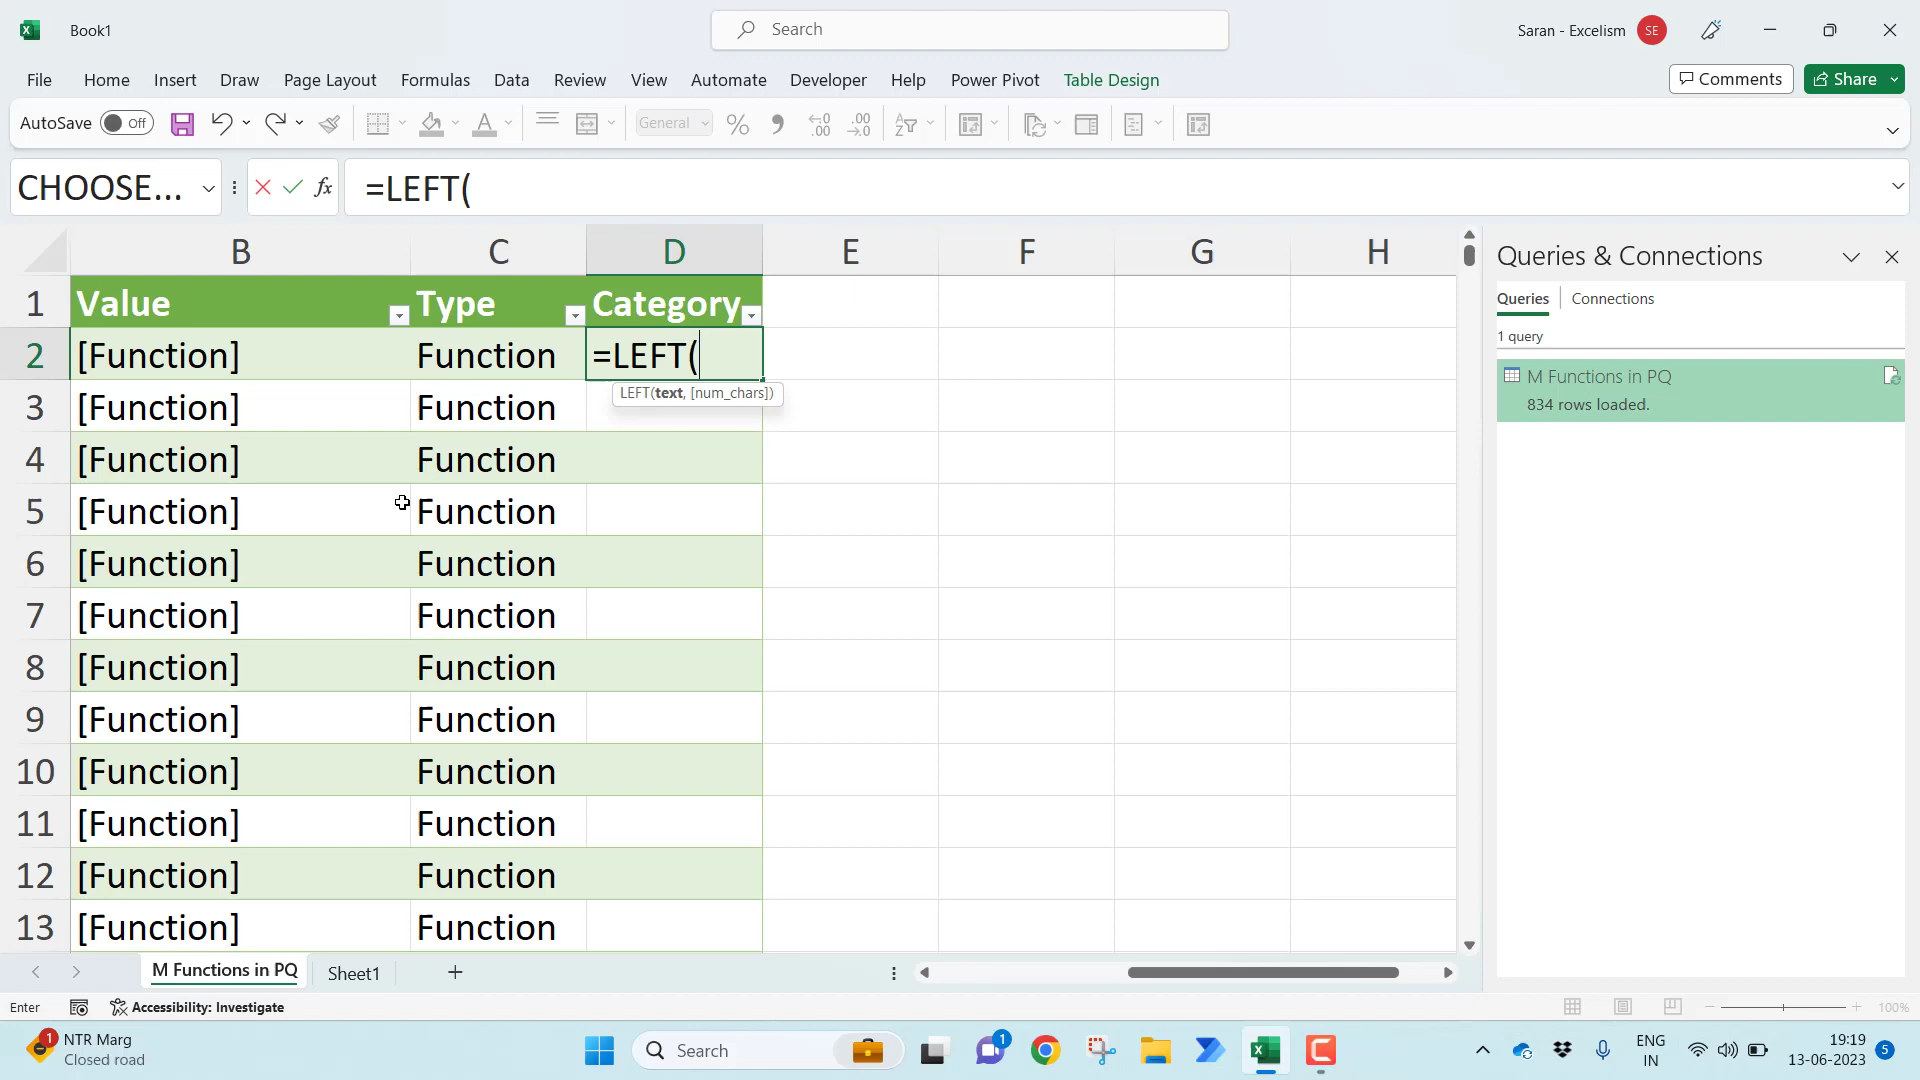 Book1
Search
Saran - Excelism
SE
File Home Insert Draw Page Layout Formulas Data Review View Automate Developer Help Power Pivot Table Design
Comments
Share
AutoSave Off
General
CHOOSE...
fx
=LEFT(
B C D E F G H
1 Value Type Category
2 [Function] Function =LEFT(
LEFT(text, [num_chars])
3 [Function] Function
4 [Function] Function
5 [Function] Function
6 [Function] Function
7 [Function] Function
8 [Function] Function
9 [Function] Function
10 [Function] Function
11 [Function] Function
12 [Function] Function
13 [Function] Function
Queries & Connections
Queries Connections
1 query
M Functions in PQ
834 rows loaded.
M Functions in PQ Sheet1
Enter
Accessibility: Investigate
100%
1
NTR Marg
Closed road
Search
1
ENG
IN
19:19
13-06-2023
5